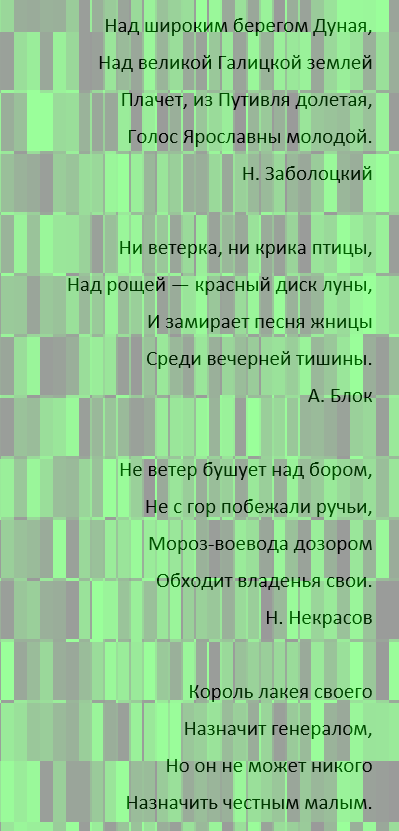 Над широким берегом Дуная,
Над великой Галицкой землей
Плачет, из Путивля долетая,
Голос Ярославны молодой.
Н. Заболоцкий
Ни ветерка, ни крика птицы,
Над рощей — красный диск луны,
И замирает песня жницы
Среди вечерней тишины.
А. Блок
Не ветер бушует над бором,
Не с гор побежали ручьи,
Мороз-воевода дозором
Обходит владенья свои.
Н. Некрасов
Король лакея своего
Назначит генералом,
Но он не может никого
Назначить честным малым.